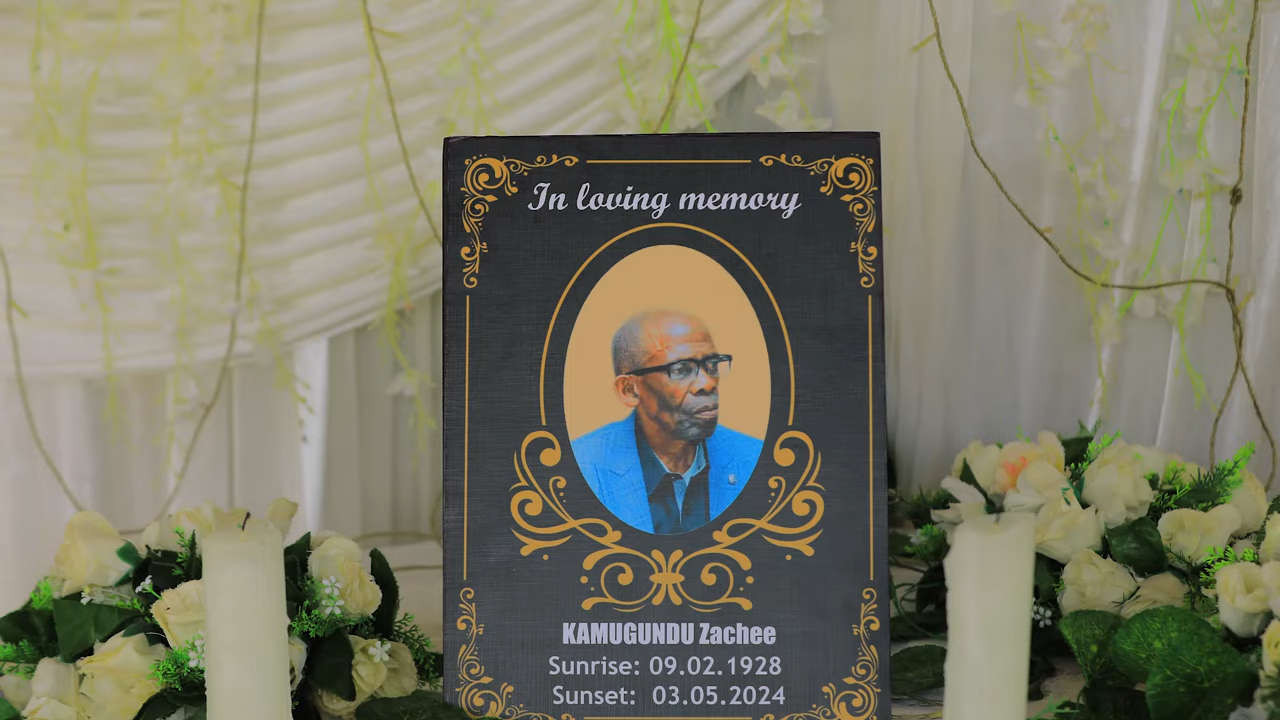 In loving memory
KAMUGUNDU Zachee
Sunrise: 09.02.1928
Sunset: 03.05.2024